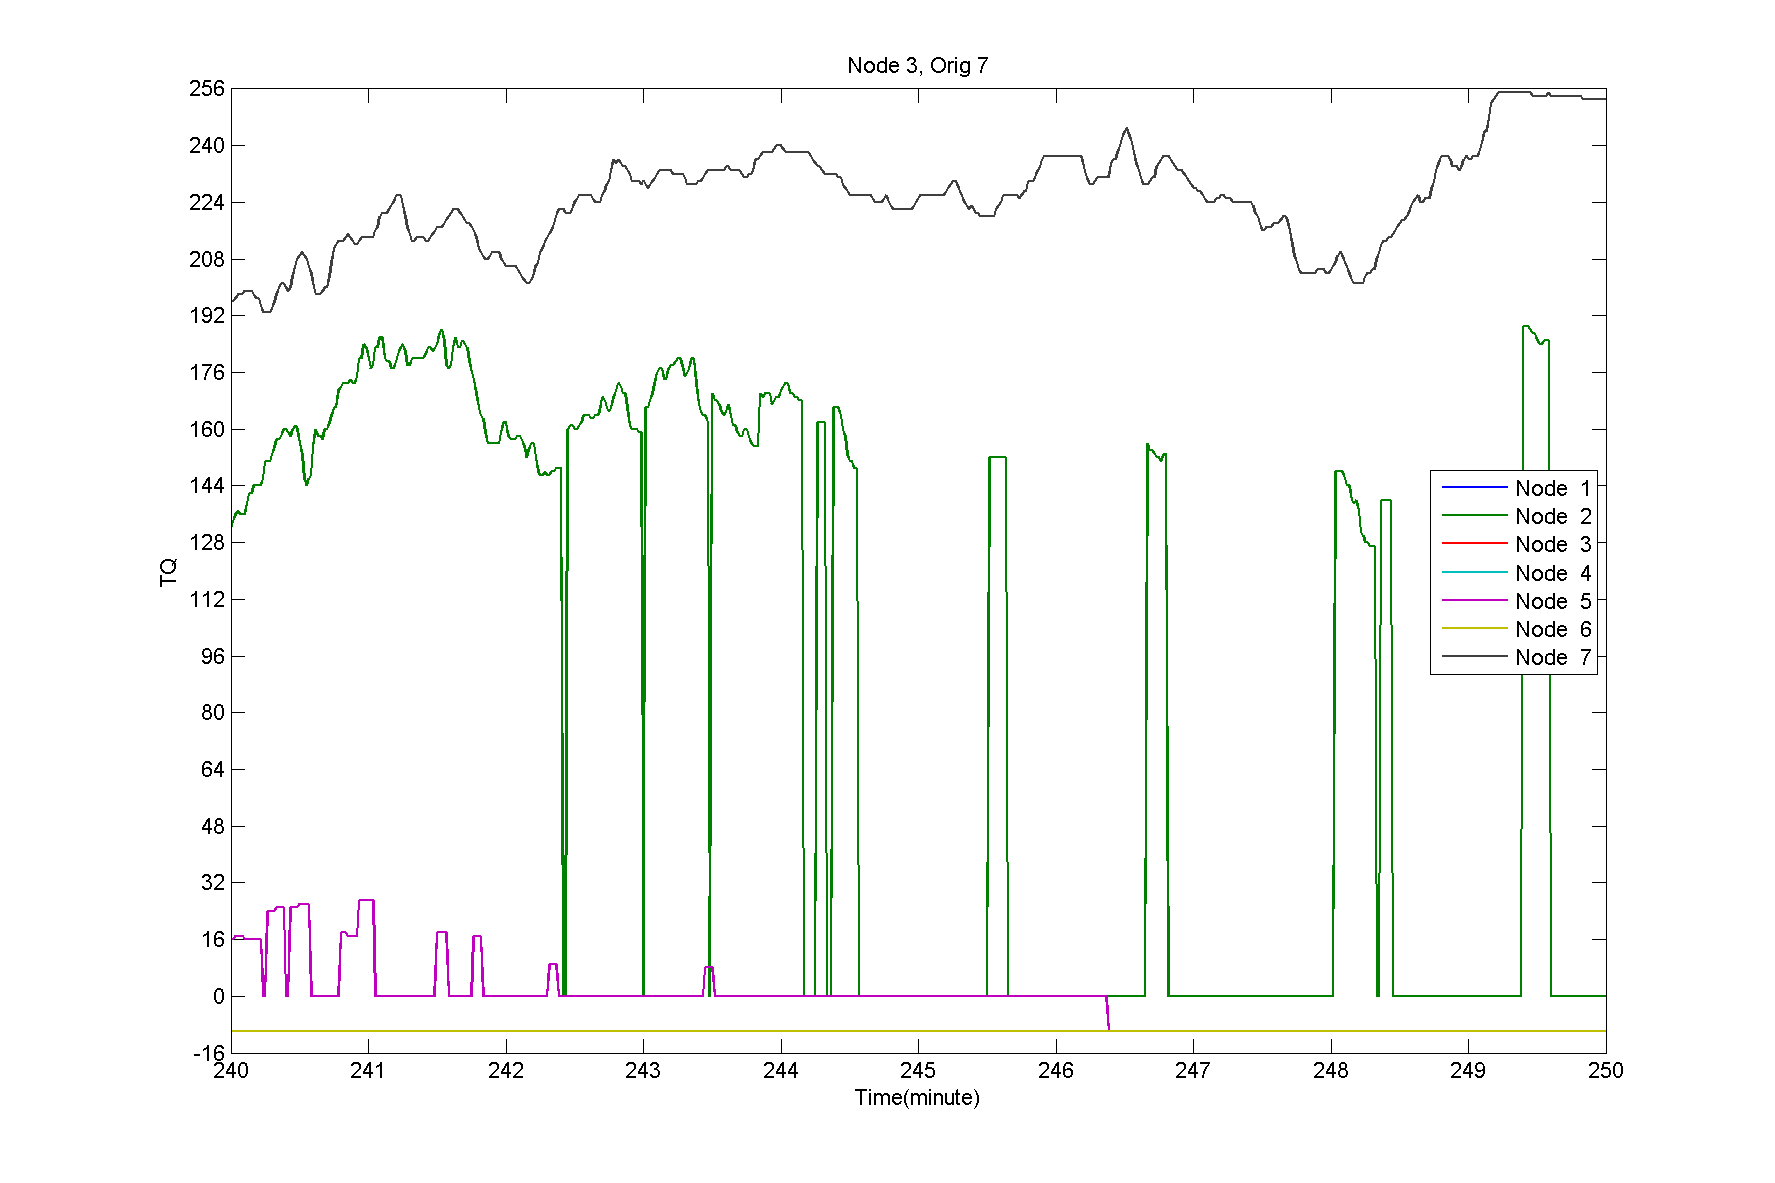 Node 3, Orig 7
256
240
224
208
192
176
160
144
128
112
96
80
64
48
32
16
0
-16
TQ
Node 1
Node 2
Node 3
Node 4
Node 5
Node 6
Node 7
240 241 242 243 244 245 246 247 248 249 250
Time(minute)